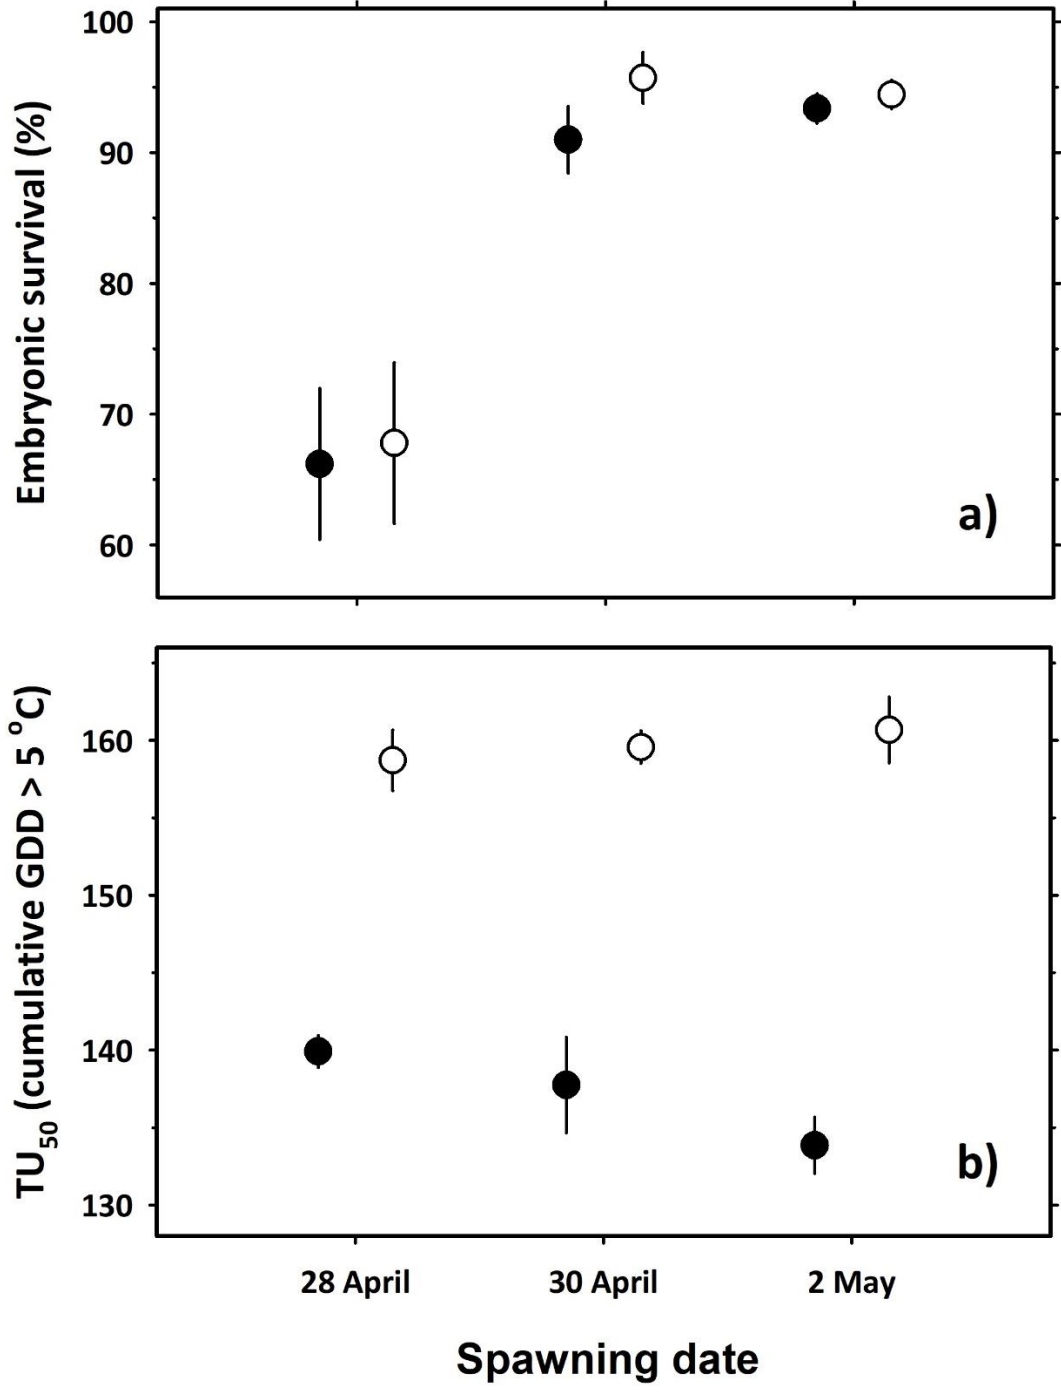 100
90
80
70
60
Embryonic survival (%)
a)
160
150
140
130
TU50 (cumulative GDD > 5 °C)
b)
28 April
30 April
2 May
Spawning date